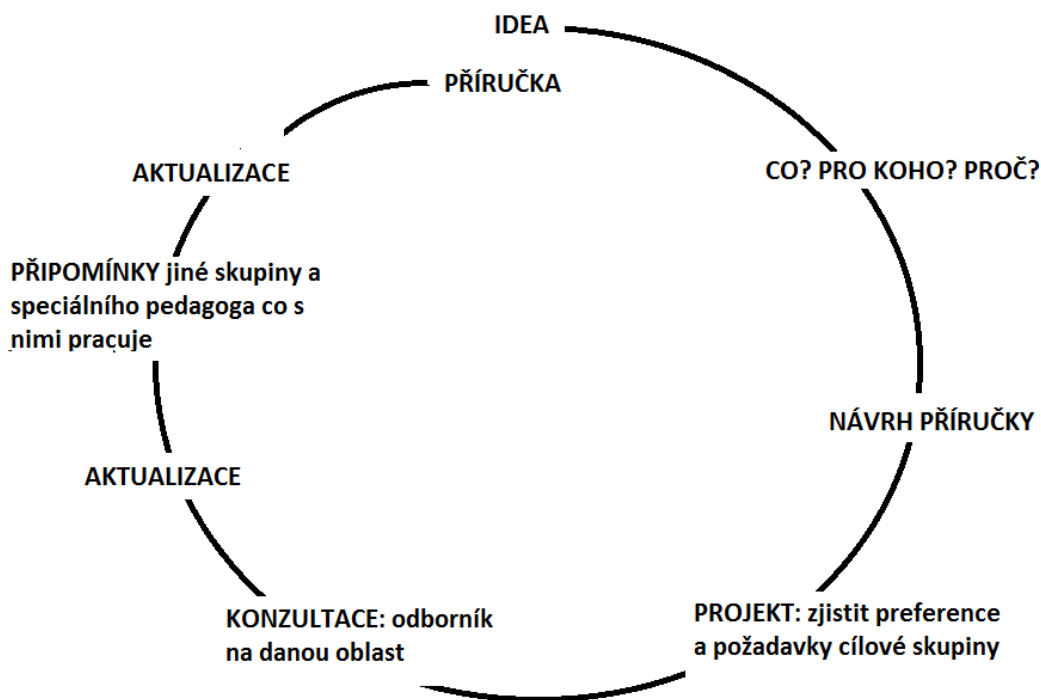 IDEA
PŘÍRUČKA
AKTUALIZACE
CO? PRO KOHO? PROČ?
PŘIPOMÍNKY jiné skupiny a
speciálního pedagoga co s
nimi pracuje
NÁVRH PŘÍRUČKY
AKTUALIZACE
KONZULTACE: odborník
na danou oblast
PROJEKT: zjistit preference
a požadavky cílové skupiny